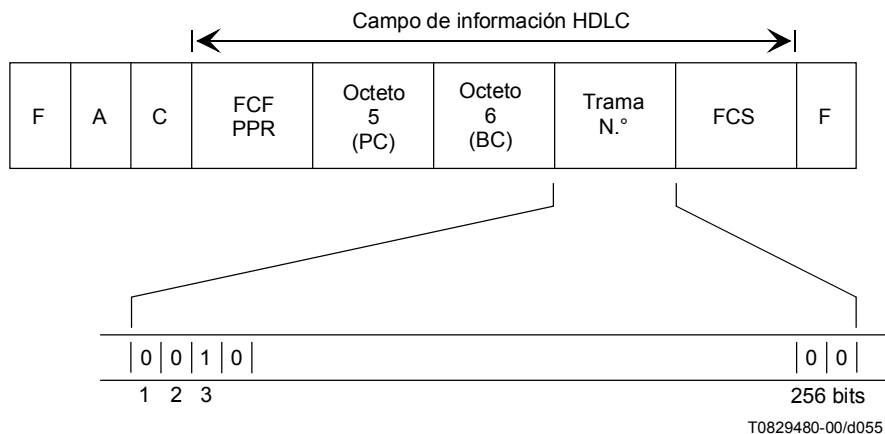 Campo de información HDLC
F A C FCF PPR Octeto 5 (PC) Octeto 6 (BC) Trama N.° FCS F
0 0 1 0 0 0
1 2 3 256 bits
T0829480-00/d055